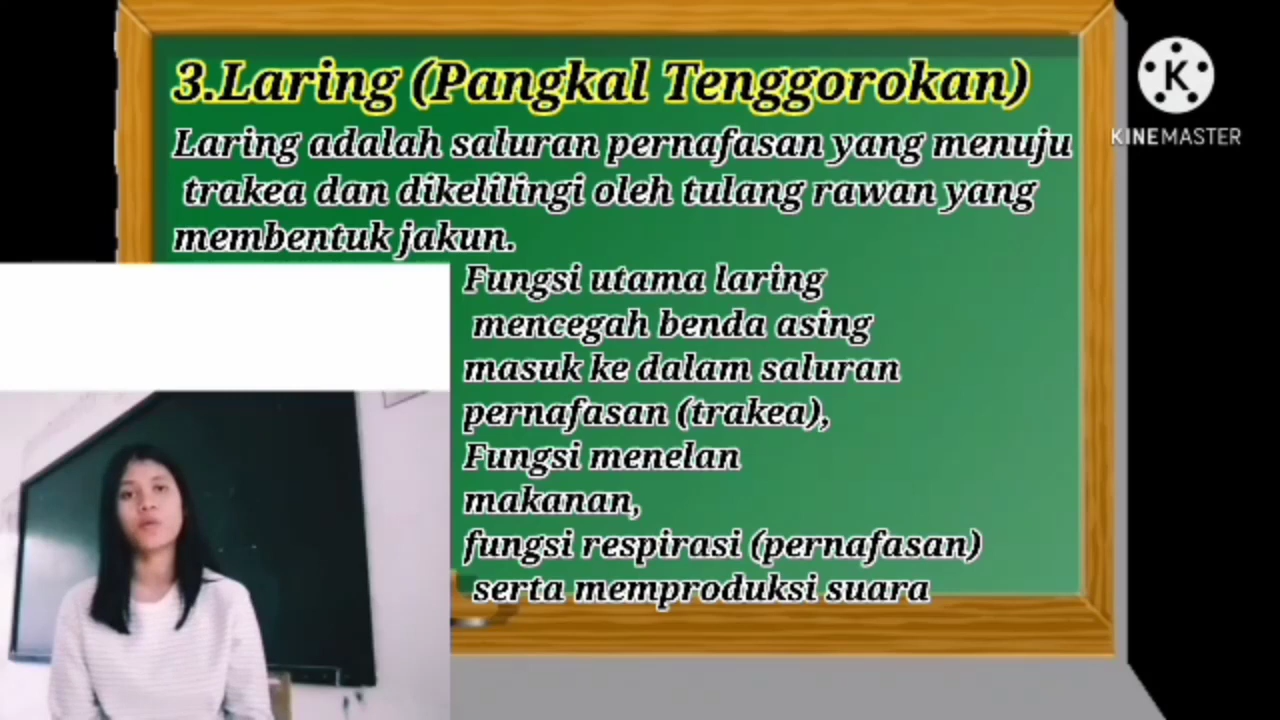 3.Laring (Pangkal Tenggorokan)
Laring adalah saluran pernafasan yang menuju
trakea dan dikelilingi oleh tulang rawan yang
membentuk jakun.
Fungsi utama laring
mencegah benda asing
masuk ke dalam saluran
pernafasan (trakea),
Fungsi menelan
makanan,
fungsi respirasi (pernafasan)
serta memproduksi suara
K
KINEMASTER